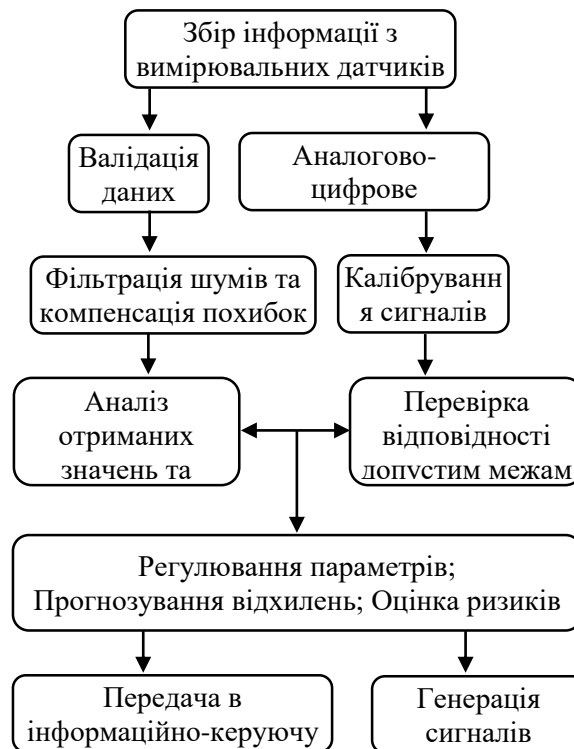 Збір інформації з
вимірювальних датчиків
Валідація
даних
Аналогово-
цифрове
Фільтрація шумів та
компенсація похибок
Калібруванн
я сигналів
Аналіз
отриманих
значень та
Перевірка
відповідності
допустим межам
Регулювання параметрів;
Прогнозування відхилень; Оцінка ризиків
Передача в
інформаційно-керуючу
Генерація
сигналів